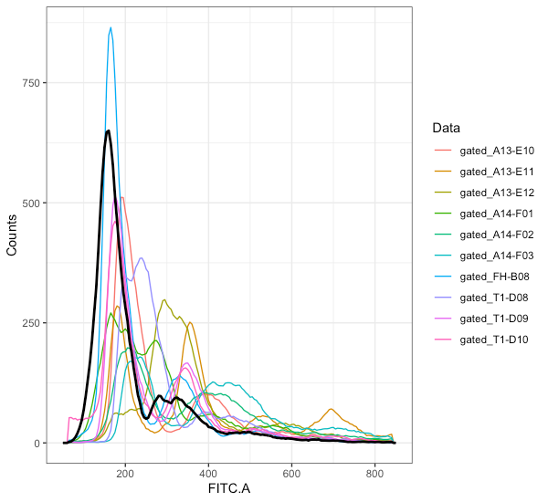 Counts
750
500
250
0
200
400
600
800
FITC.A
Data
gated_A13-E10
gated_A13-E11
gated_A13-E12
gated_A14-F01
gated_A14-F02
gated_A14-F03
gated_FH-B08
gated_T1-D08
gated_T1-D09
gated_T1-D10